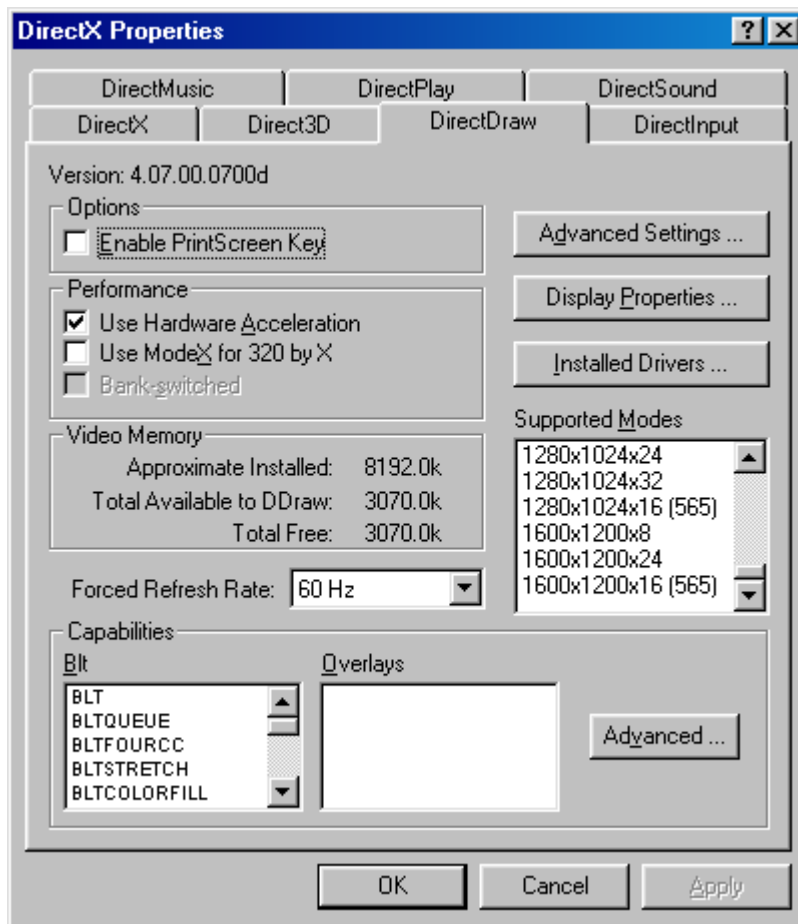 DirectX Properties
DirectMusic DirectPlay DirectSound
DirectX Direct3D DirectDraw DirectInput
Version: 4.07.00.0700d
Options
Enable PrintScreen Key
Advanced Settings ...
Performance
Use Hardware Acceleration
Use ModeX for 320 by X
Bank-switched
Display Properties ...
Installed Drivers ...
Video Memory
Approximate Installed: 8192.0k
Total Available to DDraw: 3070.0k
Total Free: 3070.0k
Supported Modes
1280x1024x24
1280x1024x32
1280x1024x16 (565)
1600x1200x8
1600x1200x24
1600x1200x16 (565)
Forced Refresh Rate: 60 Hz
Capabilities
Blt
BLT
BLTQUEUE
BLTFOURCC
BLTSTRETCH
BLTCOLORFILL
Overlays
Advanced ...
OK Cancel Apply